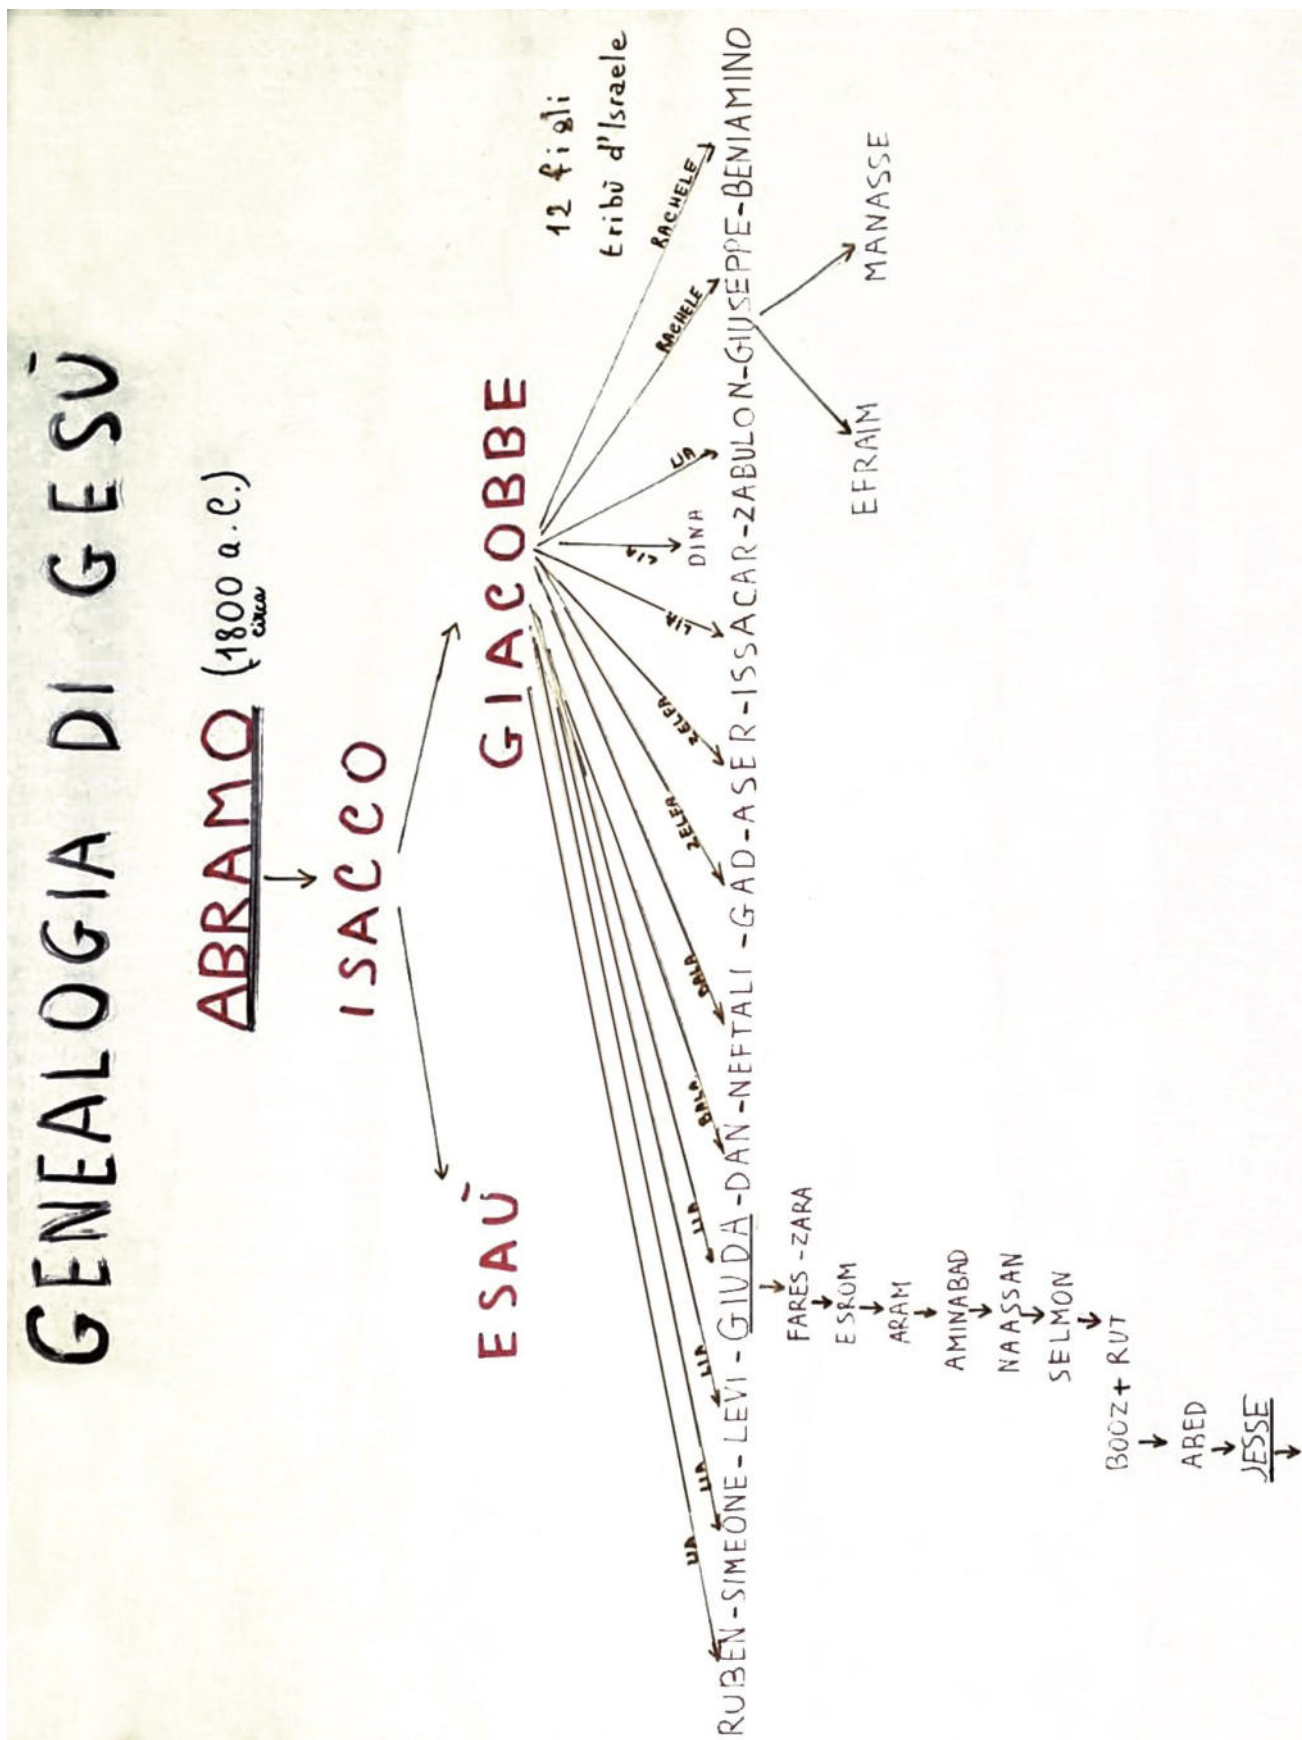 GENEALOGIA DI GESÙ
ABRAMO (1800 a.C.)
circa
ISACCO
ESAÙ GIACOBBE
12 figli
tribù d'Israele
LIA LIA LIA LIA BALA BALA ZELFA ZELFA LIA LIA LIA RACHELE RACHELE
DINA
RUBEN-SIMEONE-LEVI-GIUDA-DAN-NEFTALI-GAD-ASER-ISSACAR-ZABULON-GIUSEPPE-BENIAMINO
FARES-ZARA
EFRAIM MANASSE
ESROM
ARAM
AMINABAD
NAASSAN
SELMON
BOOZ+RUT
ABED
JESSE